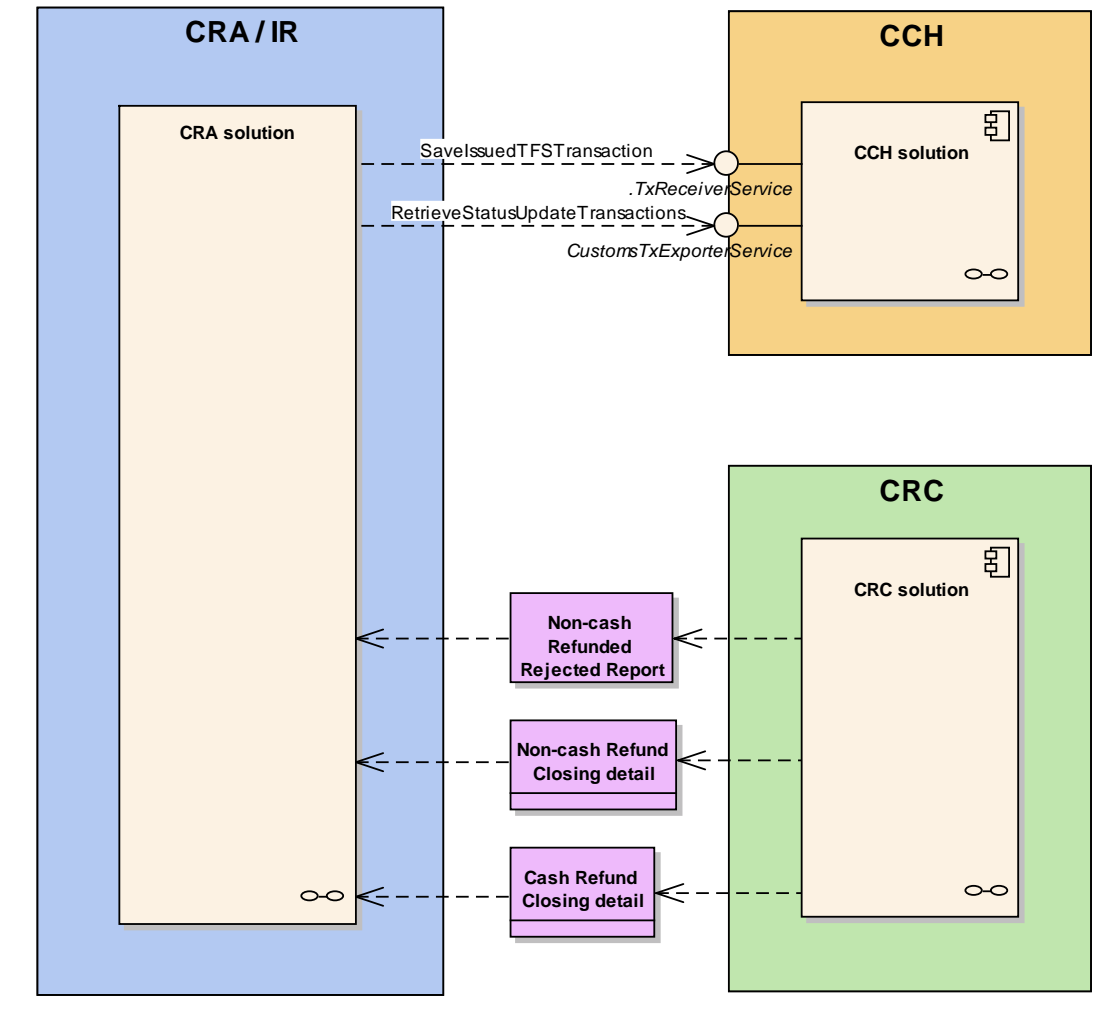 CRA / IR
CRA solution
CCH
CCH solution
SaveIssuedTFSTransaction
.TxReceiverService
RetrieveStatusUpdateTransactions
CustomsTxExporterService
CRC
CRC solution
Non-cash
Refunded
Rejected Report
Non-cash Refund
Closing detail
Cash Refund
Closing detail